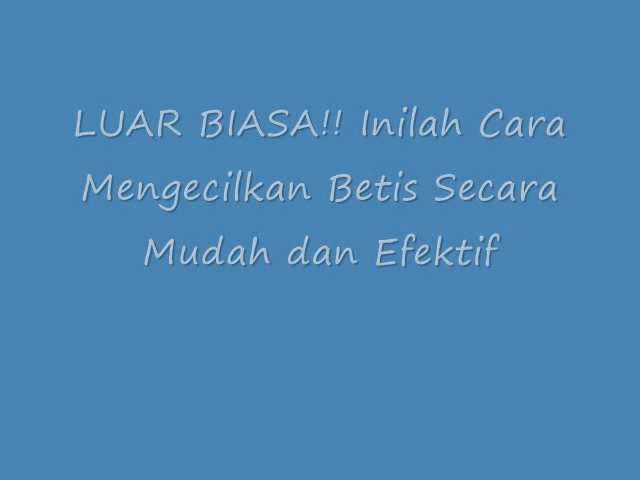 LUAR BIASA!! Inilah Cara
Mengecilkan Betis Secara
Mudah dan Efektif